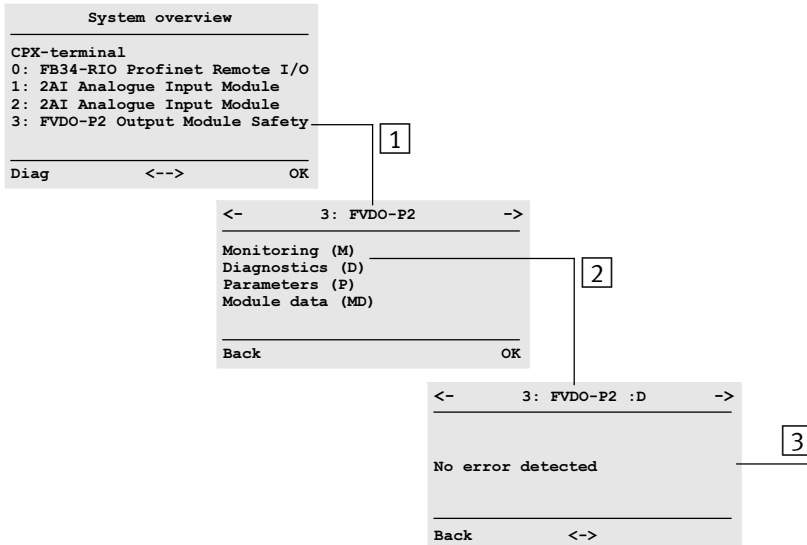 System overview
CPX-terminal
0: FB34-RIO Profinet Remote I/O
1: 2AI Analogue Input Module
2: 2AI Analogue Input Module
3: FVDO-P2 Output Module Safety
Diag <--> OK
1
<- 3: FVDO-P2 ->
Monitoring (M)
Diagnostics (D)
Parameters (P)
Module data (MD)
Back OK
2
<- 3: FVDO-P2 :D ->
No error detected
Back <->
3